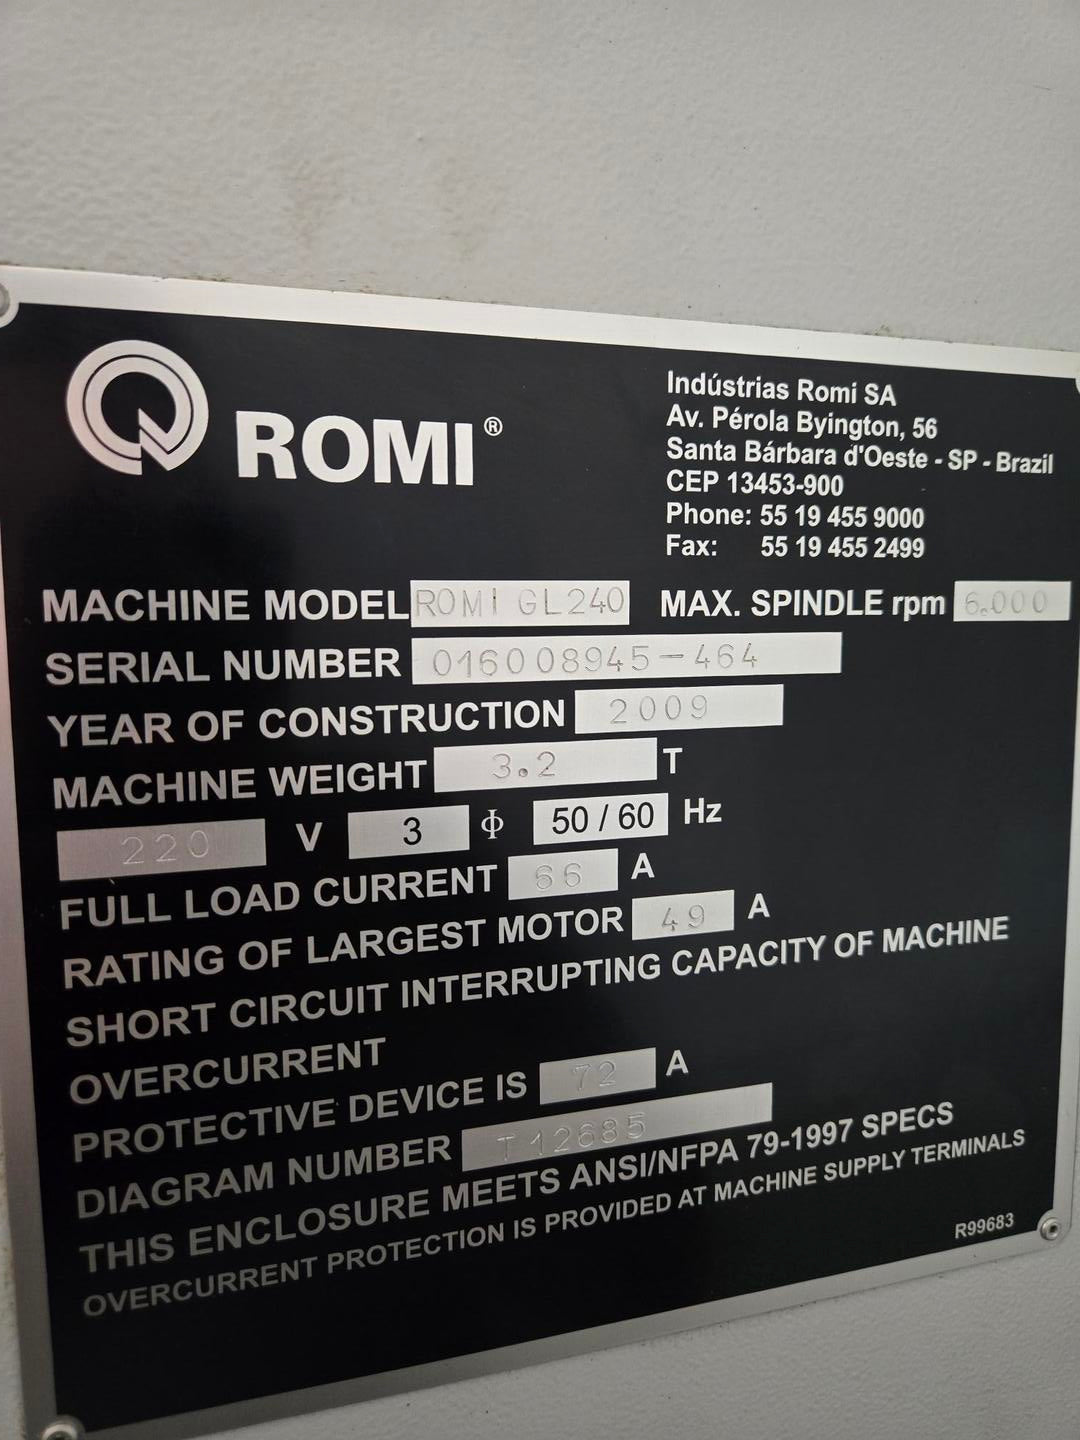 ROMI®
Indústrias Romi SA
Av. Pérola Byington, 56
Santa Bárbara d'Oeste - SP - Brazil
CEP 13453-900
Phone: 55 19 455 9000
Fax: 55 19 455 2499
MACHINE MODEL ROMI GL240 MAX. SPINDLE rpm 6.000
SERIAL NUMBER 016008945-464
YEAR OF CONSTRUCTION 2009
MACHINE WEIGHT 3.2 T
220 V 3 Φ 50 / 60 Hz
FULL LOAD CURRENT 66 A
RATING OF LARGEST MOTOR 49 A
SHORT CIRCUIT INTERRUPTING CAPACITY OF MACHINE
OVERCURRENT
PROTECTIVE DEVICE IS 72 A
DIAGRAM NUMBER T12685
THIS ENCLOSURE MEETS ANSI/NFPA 79-1997 SPECS
OVERCURRENT PROTECTION IS PROVIDED AT MACHINE SUPPLY TERMINALS
R99683